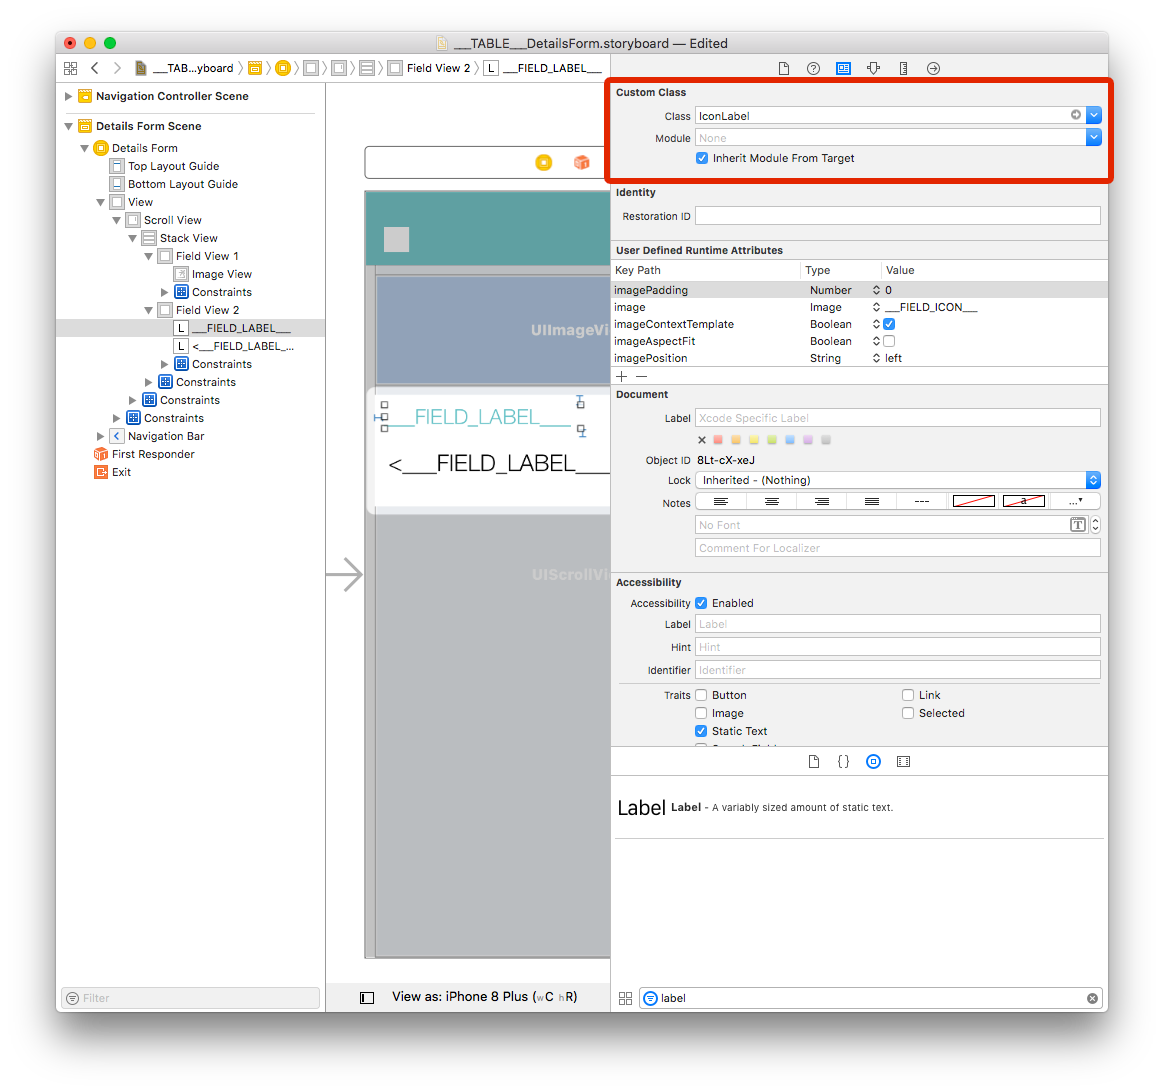 ___TABLE___DetailsForm.storyboard — Edited
___TAB...yboard
Field View 2
L ___FIELD_LABEL___
Navigation Controller Scene
Details Form Scene
Details Form
Top Layout Guide
Bottom Layout Guide
View
Scroll View
Stack View
Field View 1
Image View
Constraints
Field View 2
L ___FIELD_LABEL___
L <___FIELD_LABEL_...
Constraints
Constraints
Constraints
Constraints
Navigation Bar
First Responder
Exit
Filter
UIImageVi
___FIELD_LABEL___
<___FIELD_LABEL___
UIScrollVi
View as: iPhone 8 Plus (wC hR)
Custom Class
Class IconLabel
Module None
Inherit Module From Target
Identity
Restoration ID
User Defined Runtime Attributes
Key Path Type Value
imagePadding Number 0
image Image ___FIELD_ICON___
imageContextTemplate Boolean
imageAspectFit Boolean
imagePosition String left
Document
Label Xcode Specific Label
Object ID 8Lt-cX-xeJ
Lock Inherited - (Nothing)
Notes --- a ...
No Font T
Comment For Localizer
Accessibility
Accessibility Enabled
Label Label
Hint Hint
Identifier Identifier
Traits Button Link
Image Selected
Static Text
Label Label - A variably sized amount of static text.
label